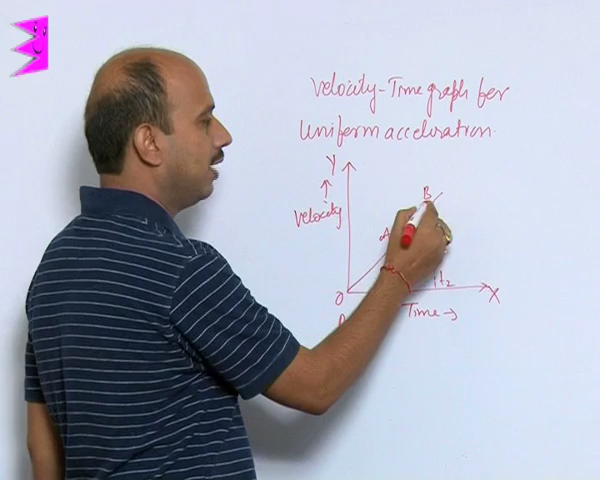 Velocity-Time graph for
Uniform acceleration.
Y
B
Velocity
A
t2
O
X
Time